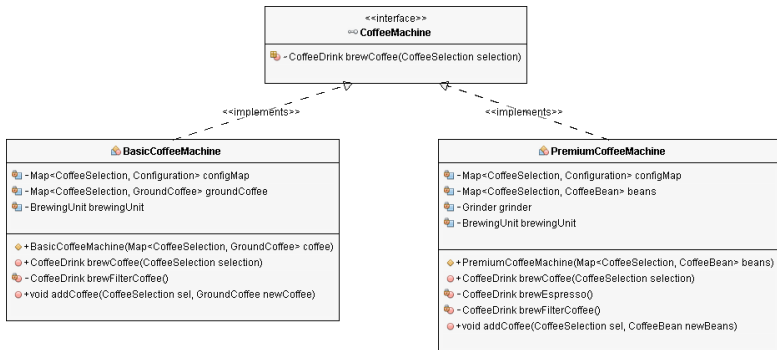 <<interface>>
CoffeeMachine
- CoffeeDrink brewCoffee(CoffeeSelection selection)
<<implements>>
<<implements>>
BasicCoffeeMachine
- Map<CoffeeSelection, Configuration> configMap
- Map<CoffeeSelection, GroundCoffee> groundCoffee
- BrewingUnit brewingUnit
+ BasicCoffeeMachine(Map<CoffeeSelection, GroundCoffee> coffee)
+ CoffeeDrink brewCoffee(CoffeeSelection selection)
- CoffeeDrink brewFilterCoffee()
+ void addCoffee(CoffeeSelection sel, GroundCoffee newCoffee)
PremiumCoffeeMachine
- Map<CoffeeSelection, Configuration> configMap
- Map<CoffeeSelection, CoffeeBean> beans
- Grinder grinder
- BrewingUnit brewingUnit
+ PremiumCoffeeMachine(Map<CoffeeSelection, CoffeeBean> beans)
+ CoffeeDrink brewCoffee(CoffeeSelection selection)
- CoffeeDrink brewEspresso()
- CoffeeDrink brewFilterCoffee()
+ void addCoffee(CoffeeSelection sel, CoffeeBean newBeans)